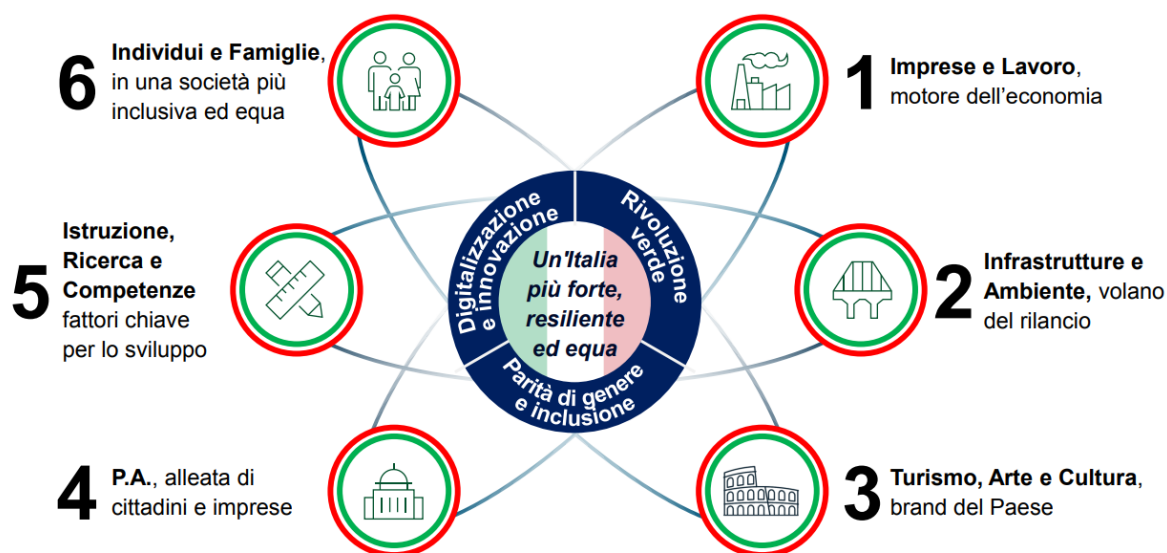 6
Individui e Famiglie,
in una società più
inclusiva ed equa
1
Imprese e Lavoro,
motore dell'economia
Digitalizzazione
e innovazione
Rivoluzione
verde
Istruzione,
Ricerca e
Competenze
fattori chiave
per lo sviluppo
5
Un'Italia
più forte,
resiliente
ed equa
2
Infrastrutture e
Ambiente, volano
del rilancio
Parità di genere
e inclusione
4
P.A., alleata di
cittadini e imprese
3
Turismo, Arte e Cultura,
brand del Paese